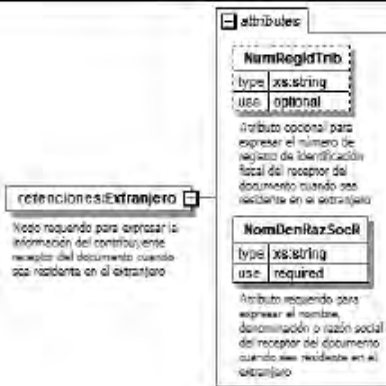 attributes
NumRegIdTrib
type xs:string
use optional
Atributo opcional para
expresar el número de
registro de identificación
fiscal del receptor del
documento cuando sea
residente en el extranjero
retenciones:Extranjero
Nodo requerido para expresar la
información del contribuyente
receptor del documento cuando
sea residente en el extranjero
NomDenRazSocR
type xs:string
use required
Atributo requerido para
expresar el nombre,
denominación o razón social
del receptor del documento
cuando sea residente en el
extranjero